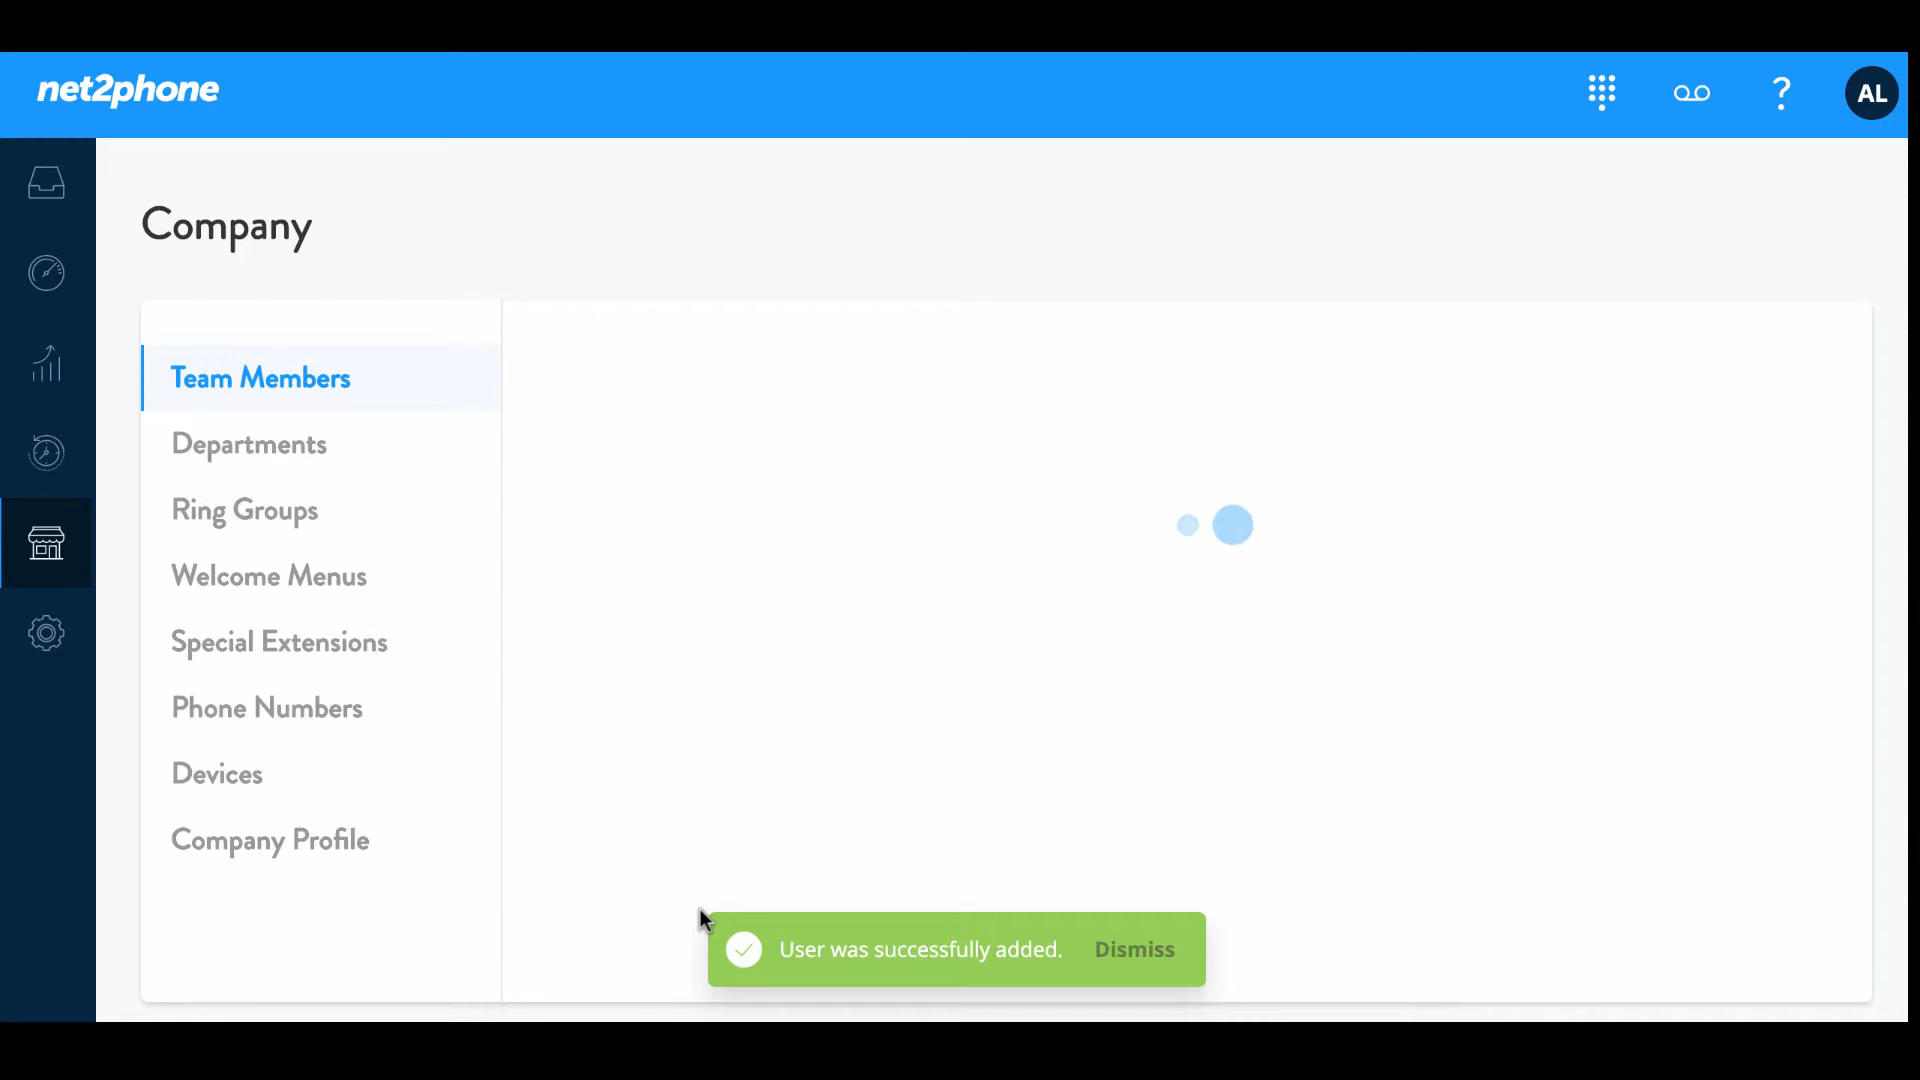 net2phone
?
AL
Company
Team Members
Departments
Ring Groups
Welcome Menus
Special Extensions
Phone Numbers
Devices
Company Profile
User was successfully added. Dismiss